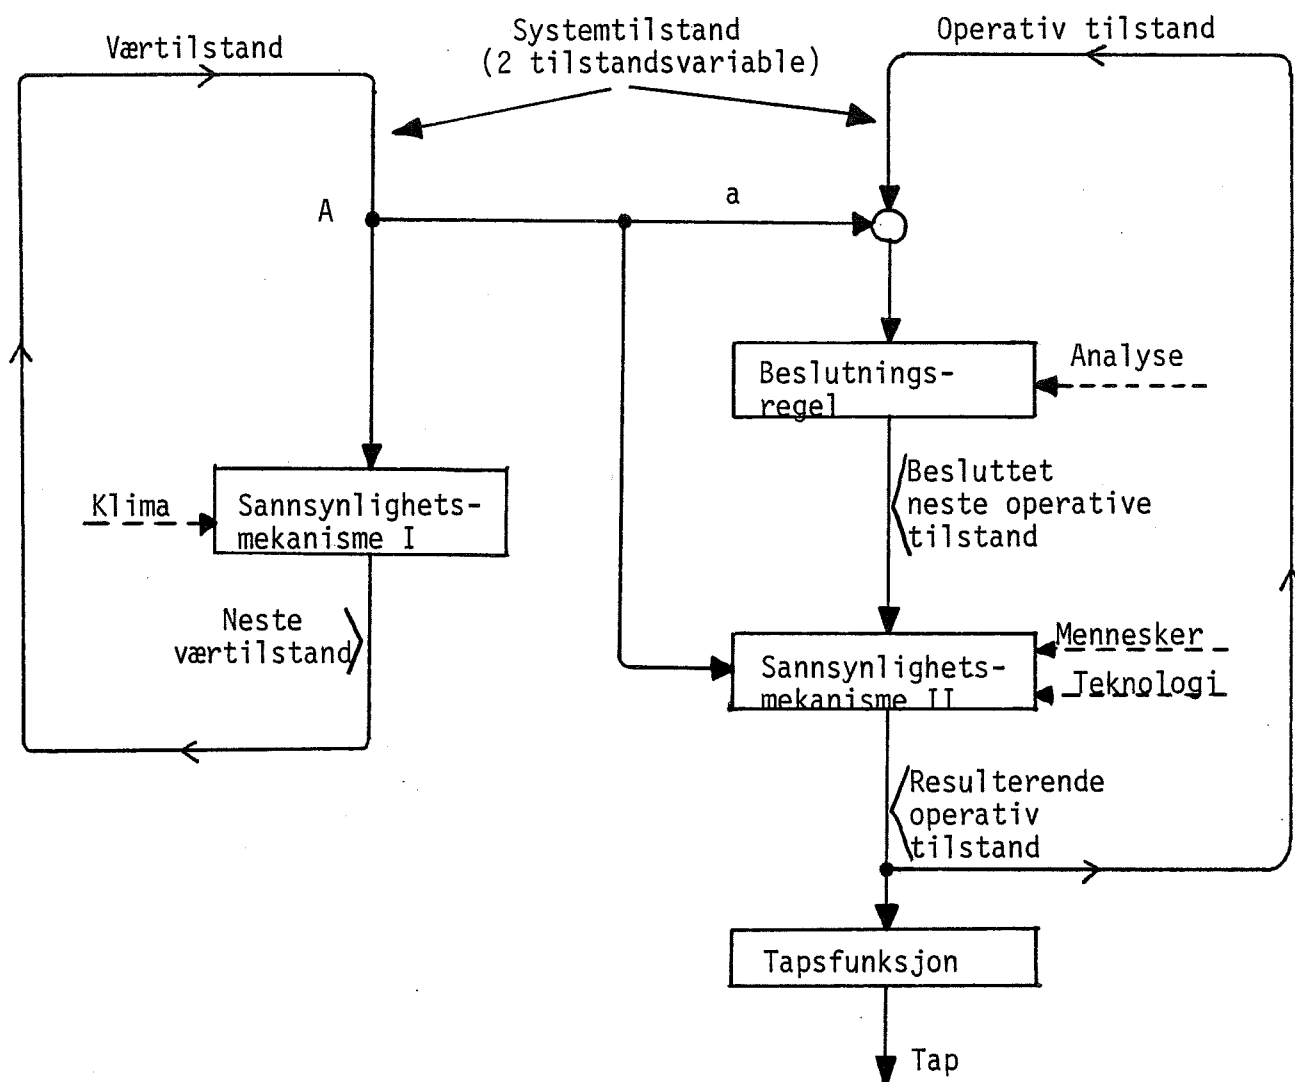 Systemtilstand
(2 tilstandsvariable)
Operativ tilstand
Værtilstand
A
a
Beslutnings-
regel
Analyse
Besluttet
neste operative
tilstand
Klima
Sannsynlighets-
mekanisme I
Neste
værtilstand
Sannsynlighets-
mekanisme II
Mennesker
Teknologi
Resulterende
operativ
tilstand
Tapsfunksjon
Tap